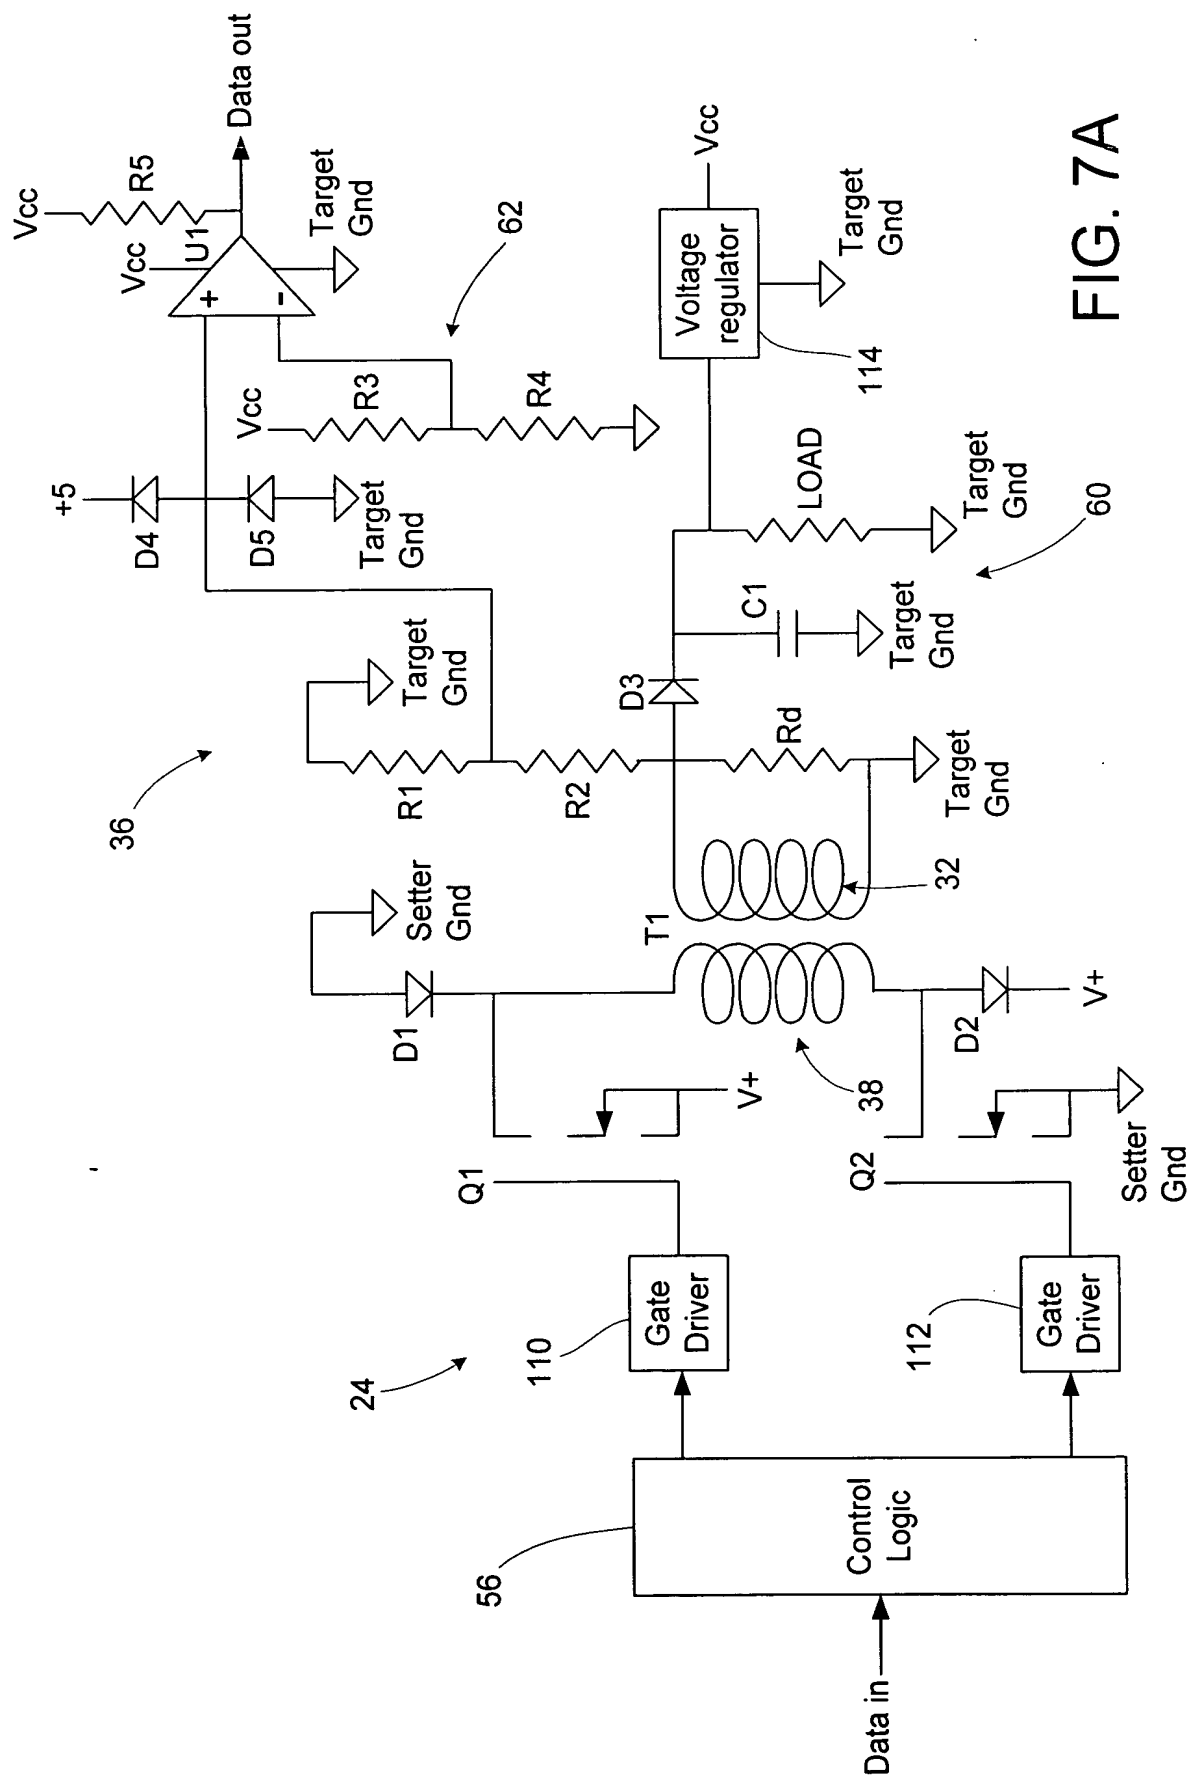 Data in
Control
Logic
56
24
110
Gate
Driver
112
Gate
Driver
Q1
V+
Q2
Setter
Gnd
D1
Setter
Gnd
38
D2
V+
T1
32
36
R1
Target
Gnd
R2
Rd
Target
Gnd
D3
C1
Target
Gnd
LOAD
Target
Gnd
60
+5
D4
D5
Target
Gnd
Vcc
R3
R4
62
Vcc
R5
Vcc
U1
+
-
Target
Gnd
Data out
Voltage
regulator
114
Vcc
Target
Gnd
FIG. 7A